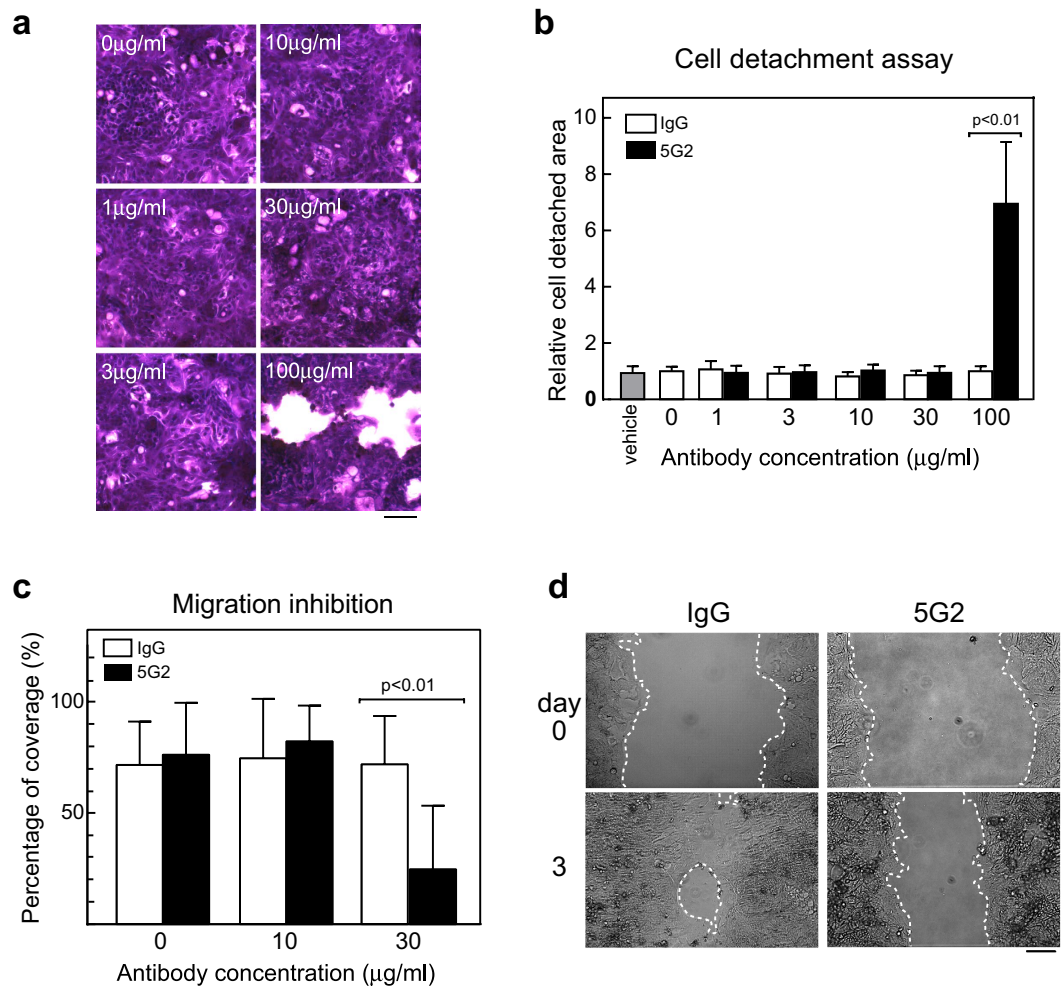 a
0μg/ml
10μg/ml
1μg/ml
30μg/ml
3μg/ml
100μg/ml
b
Cell detachment assay
Relative cell detached area
10
8
6
4
2
0
IgG
5G2
p<0.01
vehicle
0
1
3
10
30
100
Antibody concentration (μg/ml)
c
Migration inhibition
Percentage of coverage (%)
100
50
IgG
5G2
p<0.01
0
10
30
Antibody concentration (μg/ml)
d
IgG
5G2
day
0
3